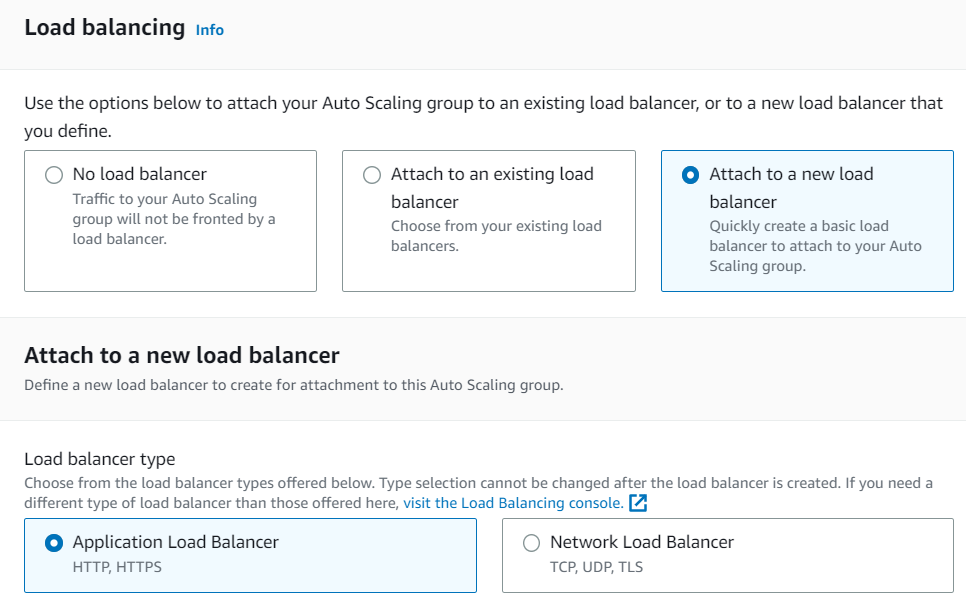 Load balancing Info
Use the options below to attach your Auto Scaling group to an existing load balancer, or to a new load balancer that
you define.
No load balancer
Traffic to your Auto Scaling
group will not be fronted by a
load balancer.
Attach to an existing load
balancer
Choose from your existing load
balancers.
Attach to a new load
balancer
Quickly create a basic load
balancer to attach to your Auto
Scaling group.
Attach to a new load balancer
Define a new load balancer to create for attachment to this Auto Scaling group.
Load balancer type
Choose from the load balancer types offered below. Type selection cannot be changed after the load balancer is created. If you need a
different type of load balancer than those offered here, visit the Load Balancing console.
Application Load Balancer
HTTP, HTTPS
Network Load Balancer
TCP, UDP, TLS